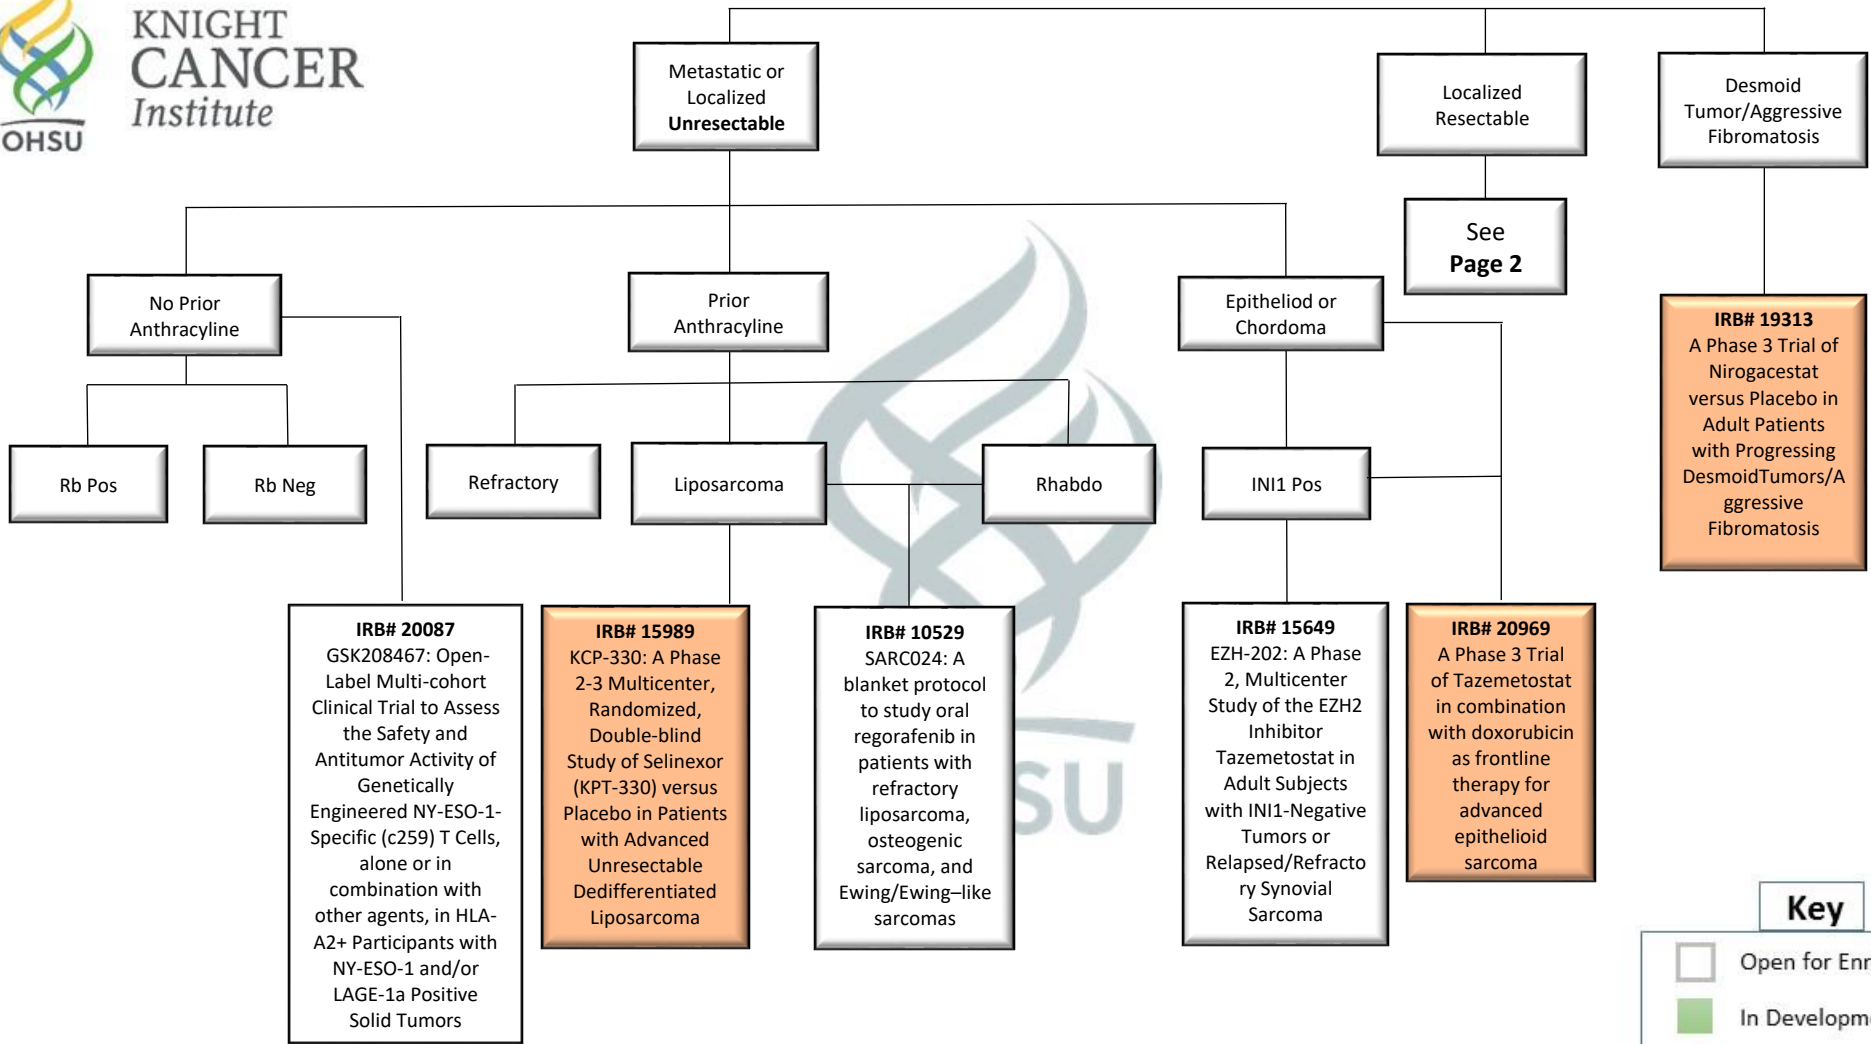 KNIGHT
CANCER
Institute
OHSU
Metastatic or
Localized
Unresectable
Localized
Resectable
Desmoid
Tumor/Aggressive
Fibromatosis
See
Page 2
No Prior
Anthracyline
Prior
Anthracyline
Epitheliod or
Chordoma
Rb Pos
Rb Neg
Refractory
Liposarcoma
Rhabdo
INI1 Pos
IRB# 19313
A Phase 3 Trial of
Nirogacestat
versus Placebo in
Adult Patients
with Progressing
DesmoidTumors/A
ggressive
Fibromatosis
IRB# 20087
GSK208467: Open-
Label Multi-cohort
Clinical Trial to Assess
the Safety and
Antitumor Activity of
Genetically
Engineered NY-ESO-1-
Specific (c259) T Cells,
alone or in
combination with
other agents, in HLA-
A2+ Participants with
NY-ESO-1 and/or
LAGE-1a Positive
Solid Tumors
IRB# 15989
KCP-330: A Phase
2-3 Multicenter,
Randomized,
Double-blind
Study of Selinexor
(KPT-330) versus
Placebo in Patients
with Advanced
Unresectable
Dedifferentiated
Liposarcoma
IRB# 10529
SARC024: A
blanket protocol
to study oral
regorafenib in
patients with
refractory
liposarcoma,
osteogenic
sarcoma, and
Ewing/Ewing–like
sarcomas
IRB# 15649
EZH-202: A Phase
2, Multicenter
Study of the EZH2
Inhibitor
Tazemetostat in
Adult Subjects
with INI1-Negative
Tumors or
Relapsed/Refracto
ry Synovial
Sarcoma
IRB# 20969
A Phase 3 Trial
of Tazemetostat
in combination
with doxorubicin
as frontline
therapy for
advanced
epithelioid
sarcoma
SU
Key
Open for
In